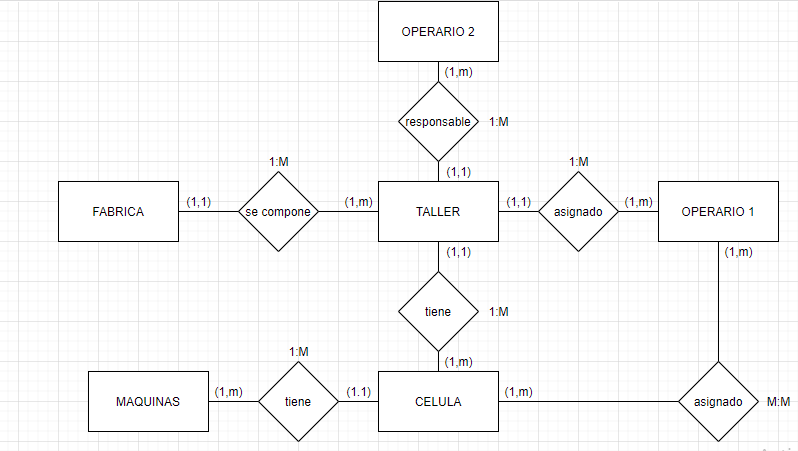 OPERARIO 2
(1,m)
responsable
1:M
(1,1)
1:M
1:M
FABRICA
(1,1)
se compone
(1,m)
TALLER
(1,1)
asignado
(1,m)
OPERARIO 1
(1,1)
(1,m)
tiene
1:M
1:M
(1,m)
MAQUINAS
(1,m)
tiene
(1.1)
CELULA
(1,m)
asignado
M:M